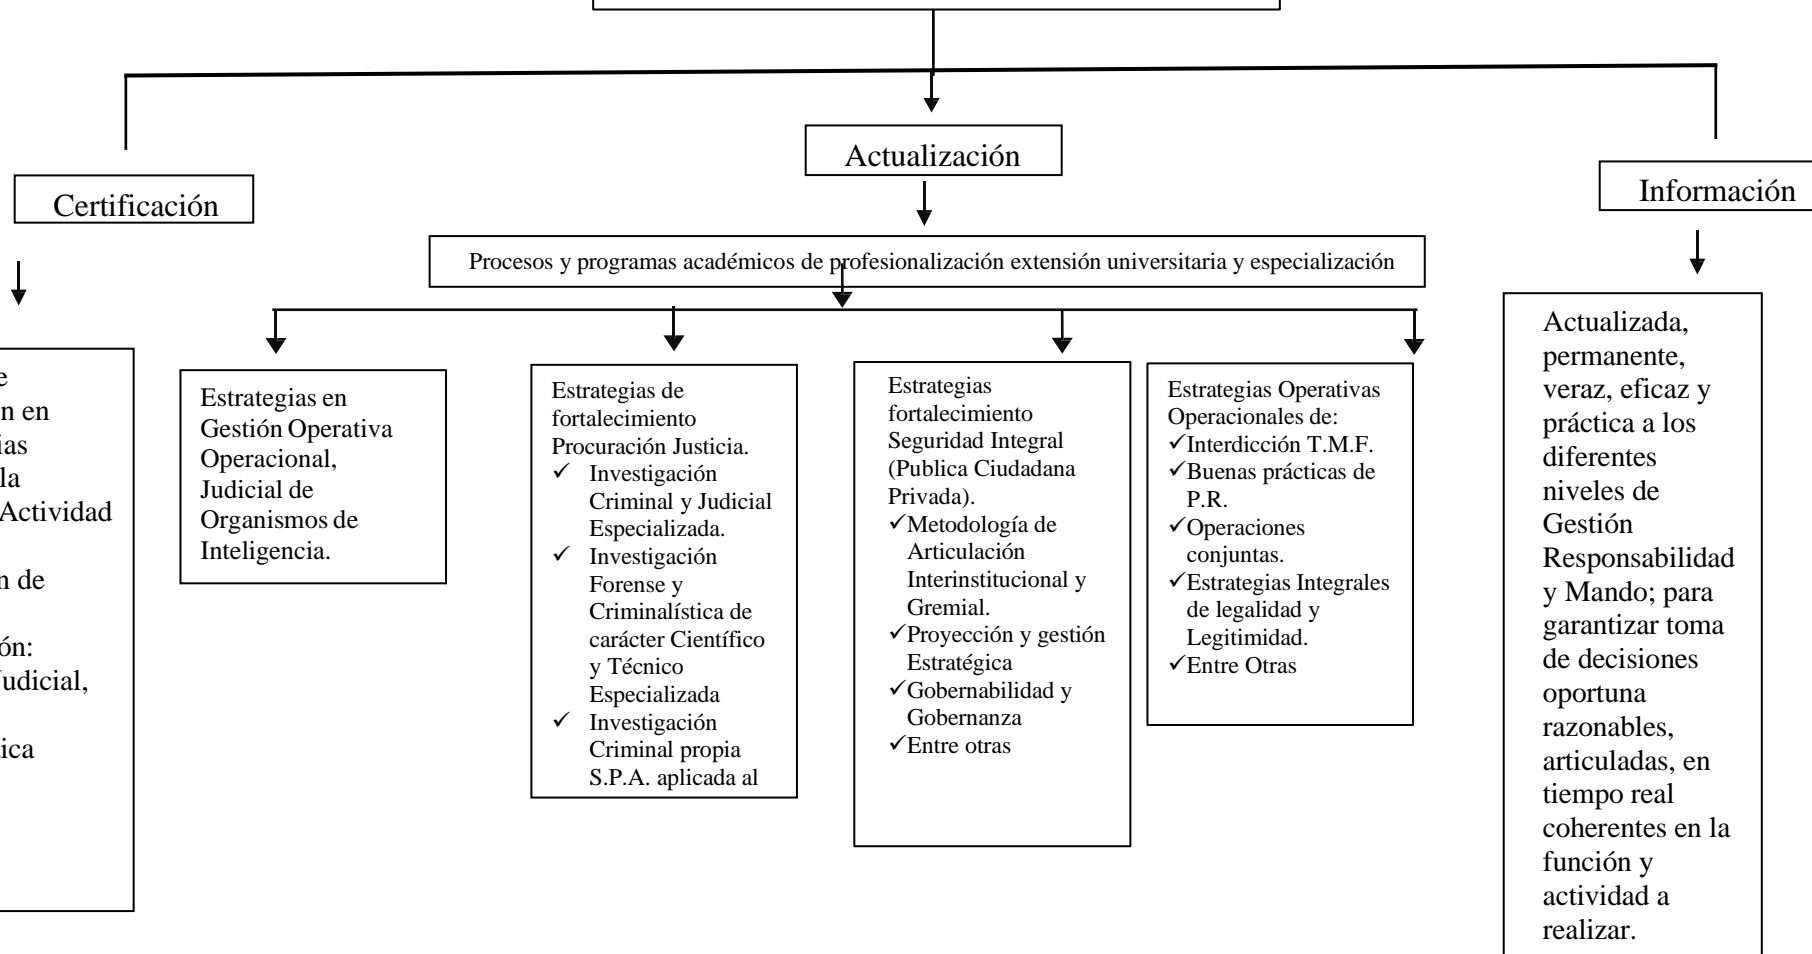 Actualización
Certificación
Información
Procesos y programas académicos de profesionalización extensión universitaria y especialización
e
n en
ias
la
Actividad
n de
ón:
udicial,
ica
Estrategias en
Gestión Operativa
Operacional,
Judicial de
Organismos de
Inteligencia.
Estrategias de
fortalecimiento
Procuración Justicia.
✓ Investigación
Criminal y Judicial
Especializada.
✓ Investigación
Forense y
Criminalística de
carácter Científico
y Técnico
Especializada
✓ Investigación
Criminal propia
S.P.A. aplicada al
Estrategias
fortalecimiento
Seguridad Integral
(Publica Ciudadana
Privada).
✓Metodología de
Articulación
Interinstitucional y
Gremial.
✓Proyección y gestión
Estratégica
✓Gobernabilidad y
Gobernanza
✓Entre otras
Estrategias Operativas
Operacionales de:
✓Interdicción T.M.F.
✓Buenas prácticas de
P.R.
✓Operaciones
conjuntas.
✓Estrategias Integrales
de legalidad y
Legitimidad.
✓Entre Otras
Actualizada,
permanente,
veraz, eficaz y
práctica a los
diferentes
niveles de
Gestión
Responsabilidad
y Mando; para
garantizar toma
de decisiones
oportuna
razonables,
articuladas, en
tiempo real
coherentes en la
función y
actividad a
realizar.